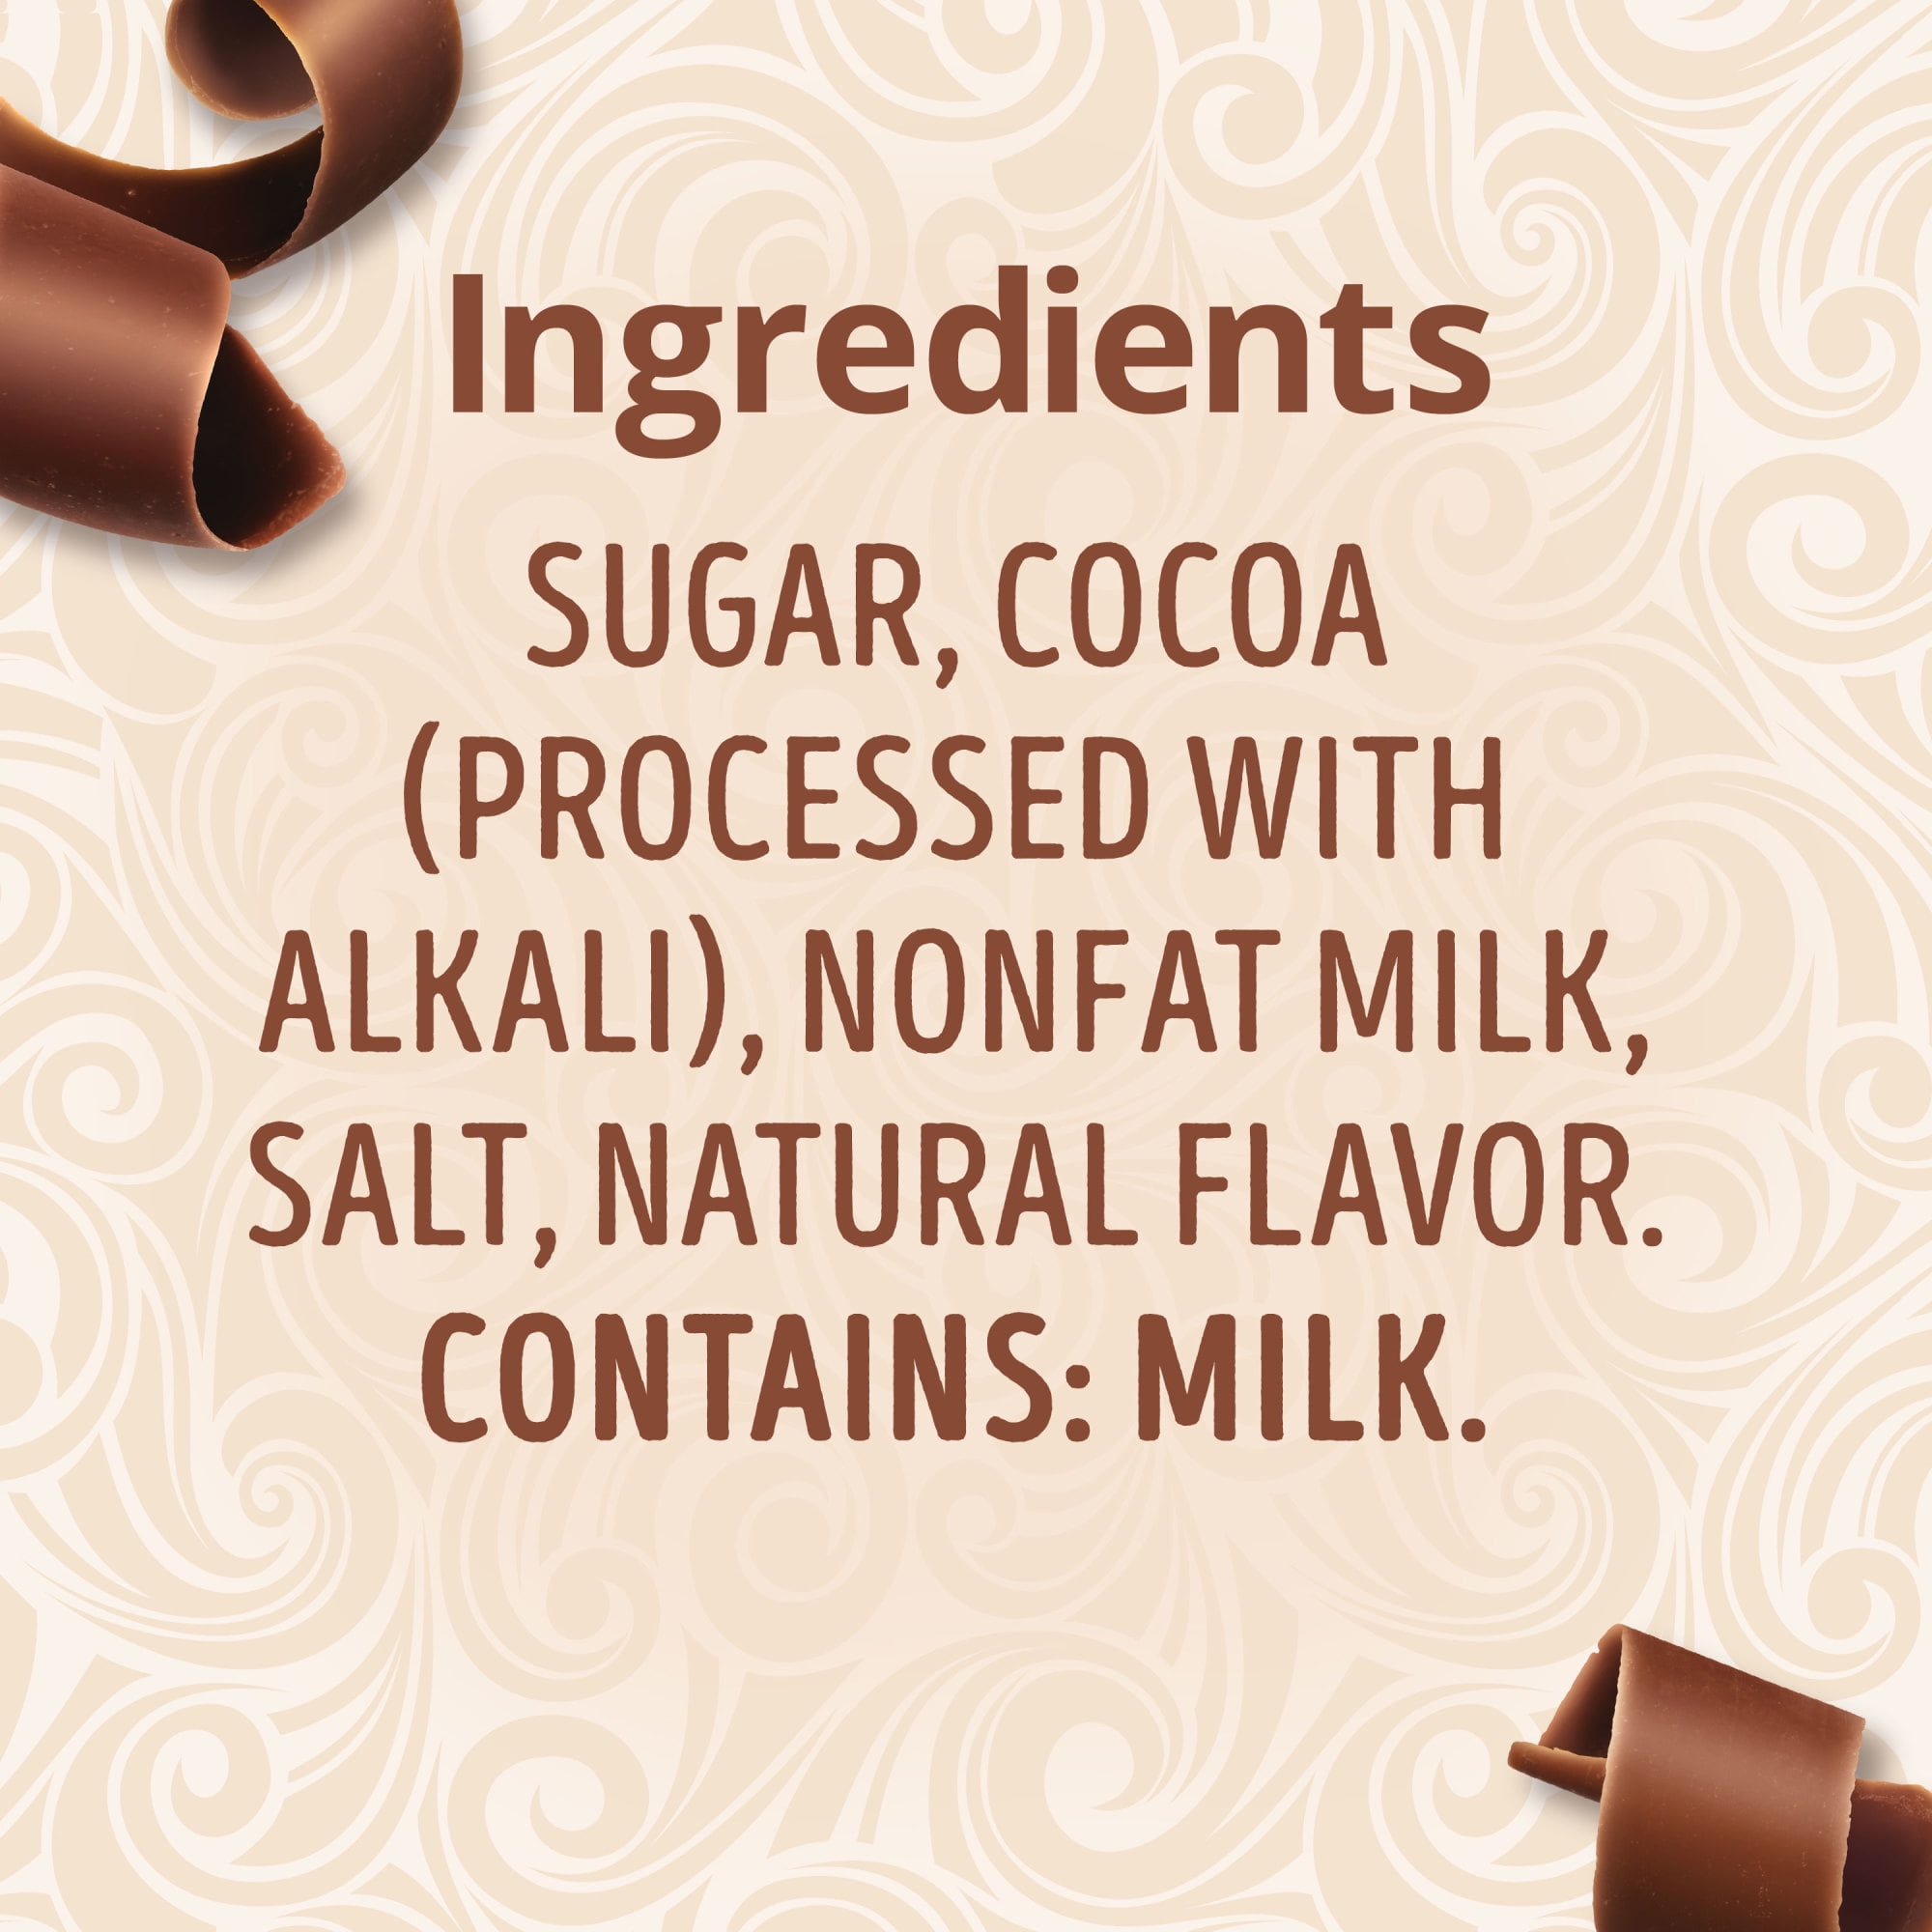 Ingredients
SUGAR, COCOA
(PROCESSED WITH
ALKALI), NONFAT MILK,
SALT, NATURAL FLAVOR.
CONTAINS: MILK.